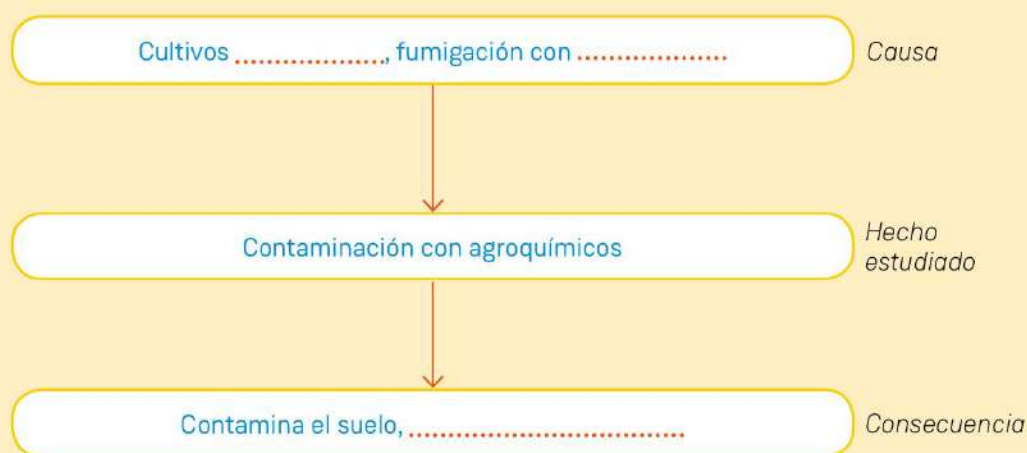 Cultivos ...................., fumigación con ....................
Causa
Contaminación con agroquímicos
Hecho
estudiado
Contamina el suelo, ....................................
Consecuencia